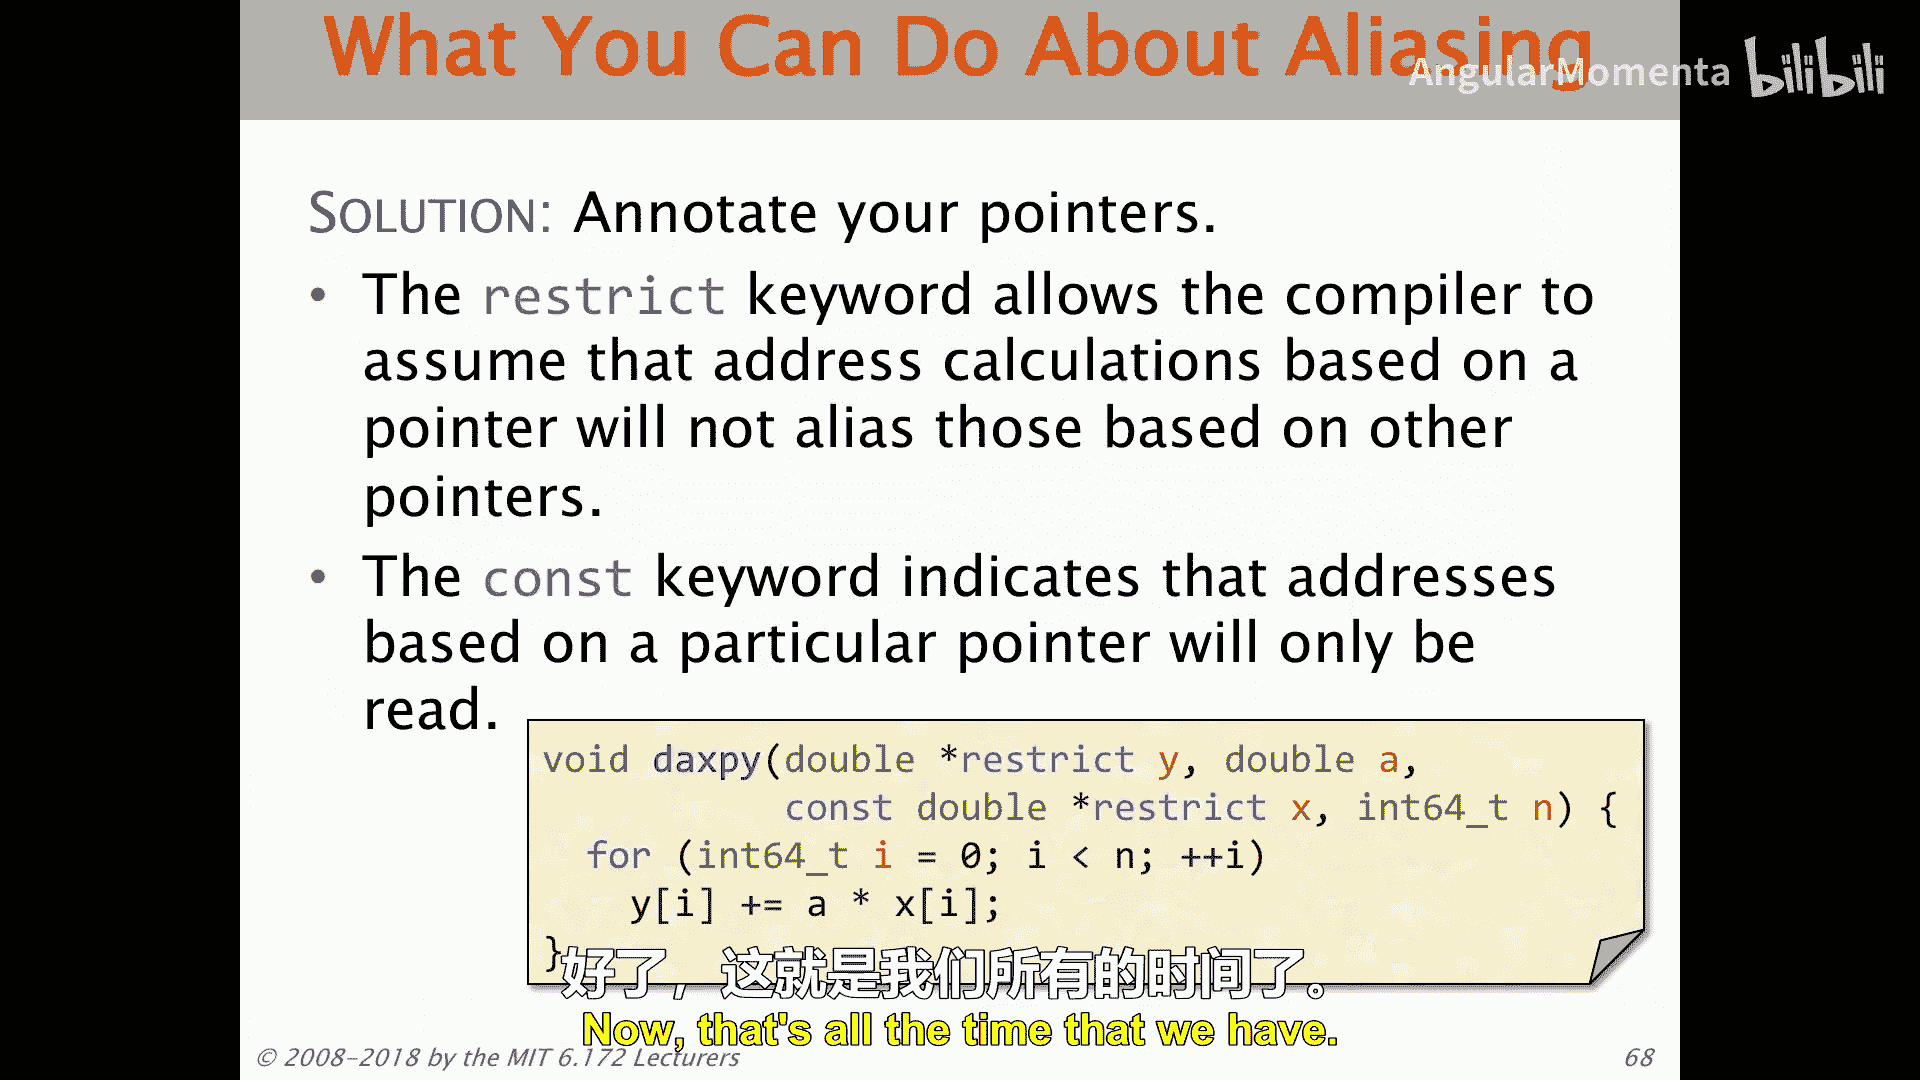 What You Can Do About Aliasing
AngularMomenta bilibili
SOLUTION: Annotate your pointers.
• The restrict keyword allows the compiler to
assume that address calculations based on a
pointer will not alias those based on other
pointers.
• The const keyword indicates that addresses
based on a particular pointer will only be
read.
void daxpy(double *restrict y, double a,
const double *restrict x, int64_t n) {
for (int64_t i = 0; i < n; ++i)
y[i] += a * x[i];
}
好了，这就是我们所有的时间了。
Now, that's all the time that we have.
© 2008-2018 by the MIT 6.172 Lecturers
68